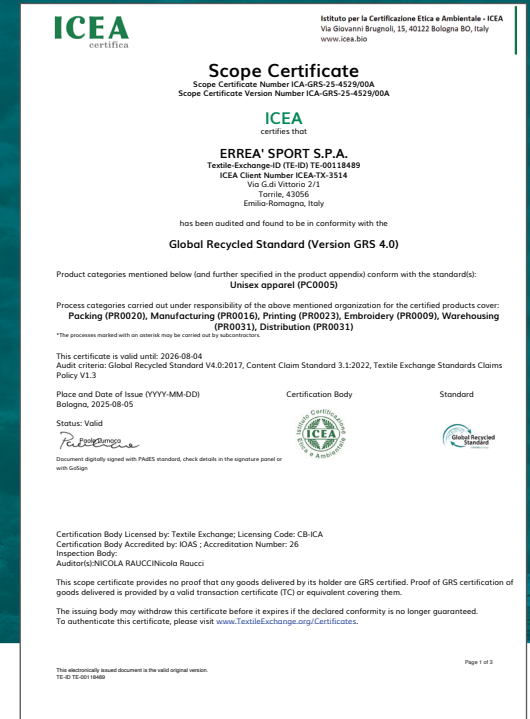 ICEA
certifica
Istituto per la Certificazione Etica e Ambientale - ICEA
Via Giovanni Brugnoli, 15, 40122 Bologna BO, Italy
www.icea.bio
Scope Certificate
Scope Certificate Number ICA-GRS-25-4529/00A
Scope Certificate Version Number ICA-GRS-25-4529/00A
ICEA
certifies that
ERREA' SPORT S.P.A.
Textile-Exchange-ID (TE-ID) TE-00118489
ICEA Client Number ICEA-TX-3514
Via G.di Vittorio 2/1
Torrile, 43056
Emilia-Romagna, Italy
has been audited and found to be in conformity with the
Global Recycled Standard (Version GRS 4.0)
Product categories mentioned below (and further specified in the product appendix) conform with the standard(s):
Unisex apparel (PC0005)
Process categories carried out under responsibility of the above mentioned organization for the certified products cover:
Packing (PR0020), Manufacturing (PR0016), Printing (PR0023), Embroidery (PR0009), Warehousing
(PR0031), Distribution (PR0031)
*The processes marked with an asterisk may be carried out by subcontractors.
This certificate is valid until: 2026-08-04
Audit criteria: Global Recycled Standard V4.0:2017, Content Claim Standard 3.1:2022, Textile Exchange Standards Claims
Policy V1.3
Place and Date of Issue (YYYY-MM-DD)
Bologna, 2025-08-05
Certification Body
Standard
Status: Valid
Istituto Certificazione
ICEA
Etica e Ambientale
Global Recycled
Standard
Document digitally signed with PAdES standard, check details in the signature panel or
with GoSign
Certification Body Licensed by: Textile Exchange; Licensing Code: CB-ICA
Certification Body Accredited by: IOAS ; Accreditation Number: 26
Inspection Body:
Auditor(s):NICOLA RAUCCINicola Raucci
This scope certificate provides no proof that any goods delivered by its holder are GRS certified. Proof of GRS certification of
goods delivered is provided by a valid transaction certificate (TC) or equivalent covering them.
The issuing body may withdraw this certificate before it expires if the declared conformity is no longer guaranteed.
To authenticate this certificate, please visit www.TextileExchange.org/Certificates.
Page 1 of 3
This electronically issued document is the valid original version.
TE-ID TE-00118489